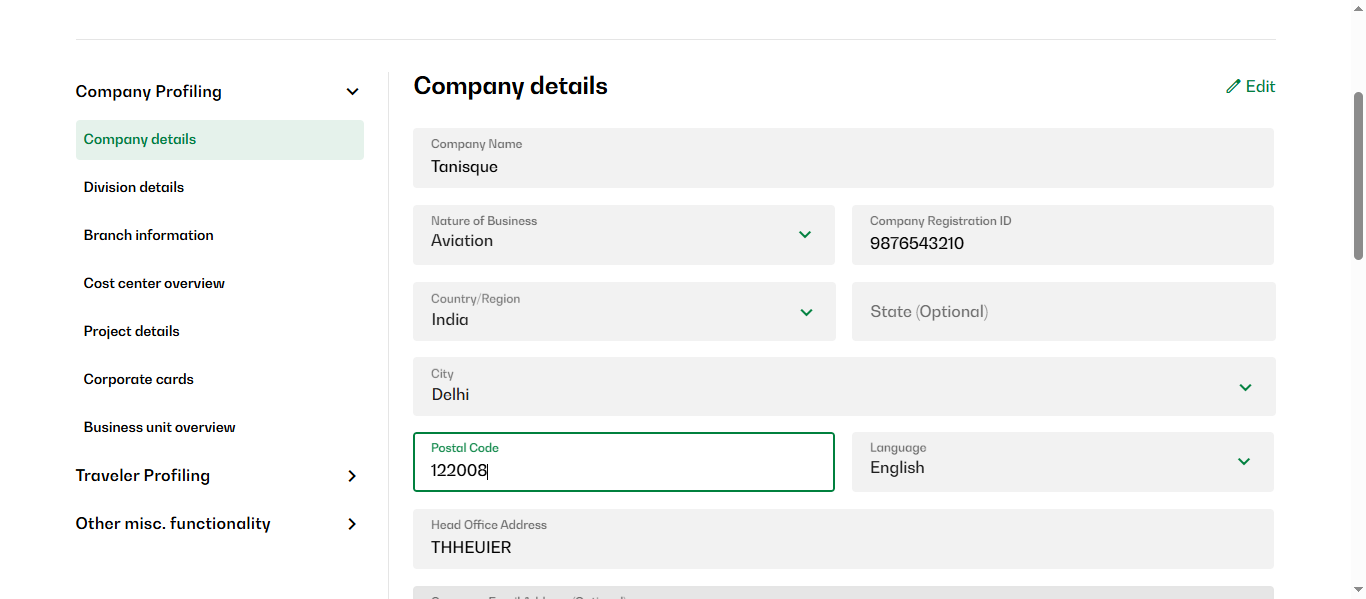 Company Profiling
Company details
Division details
Branch information
Cost center overview
Project details
Corporate cards
Business unit overview
Traveler Profiling
Other misc. functionality
Company details
Edit
Company Name
Tanisque
Nature of Business
Aviation
Company Registration ID
9876543210
Country/Region
India
State (Optional)
City
Delhi
Postal Code
122008
Language
English
Head Office Address
THHEUIER